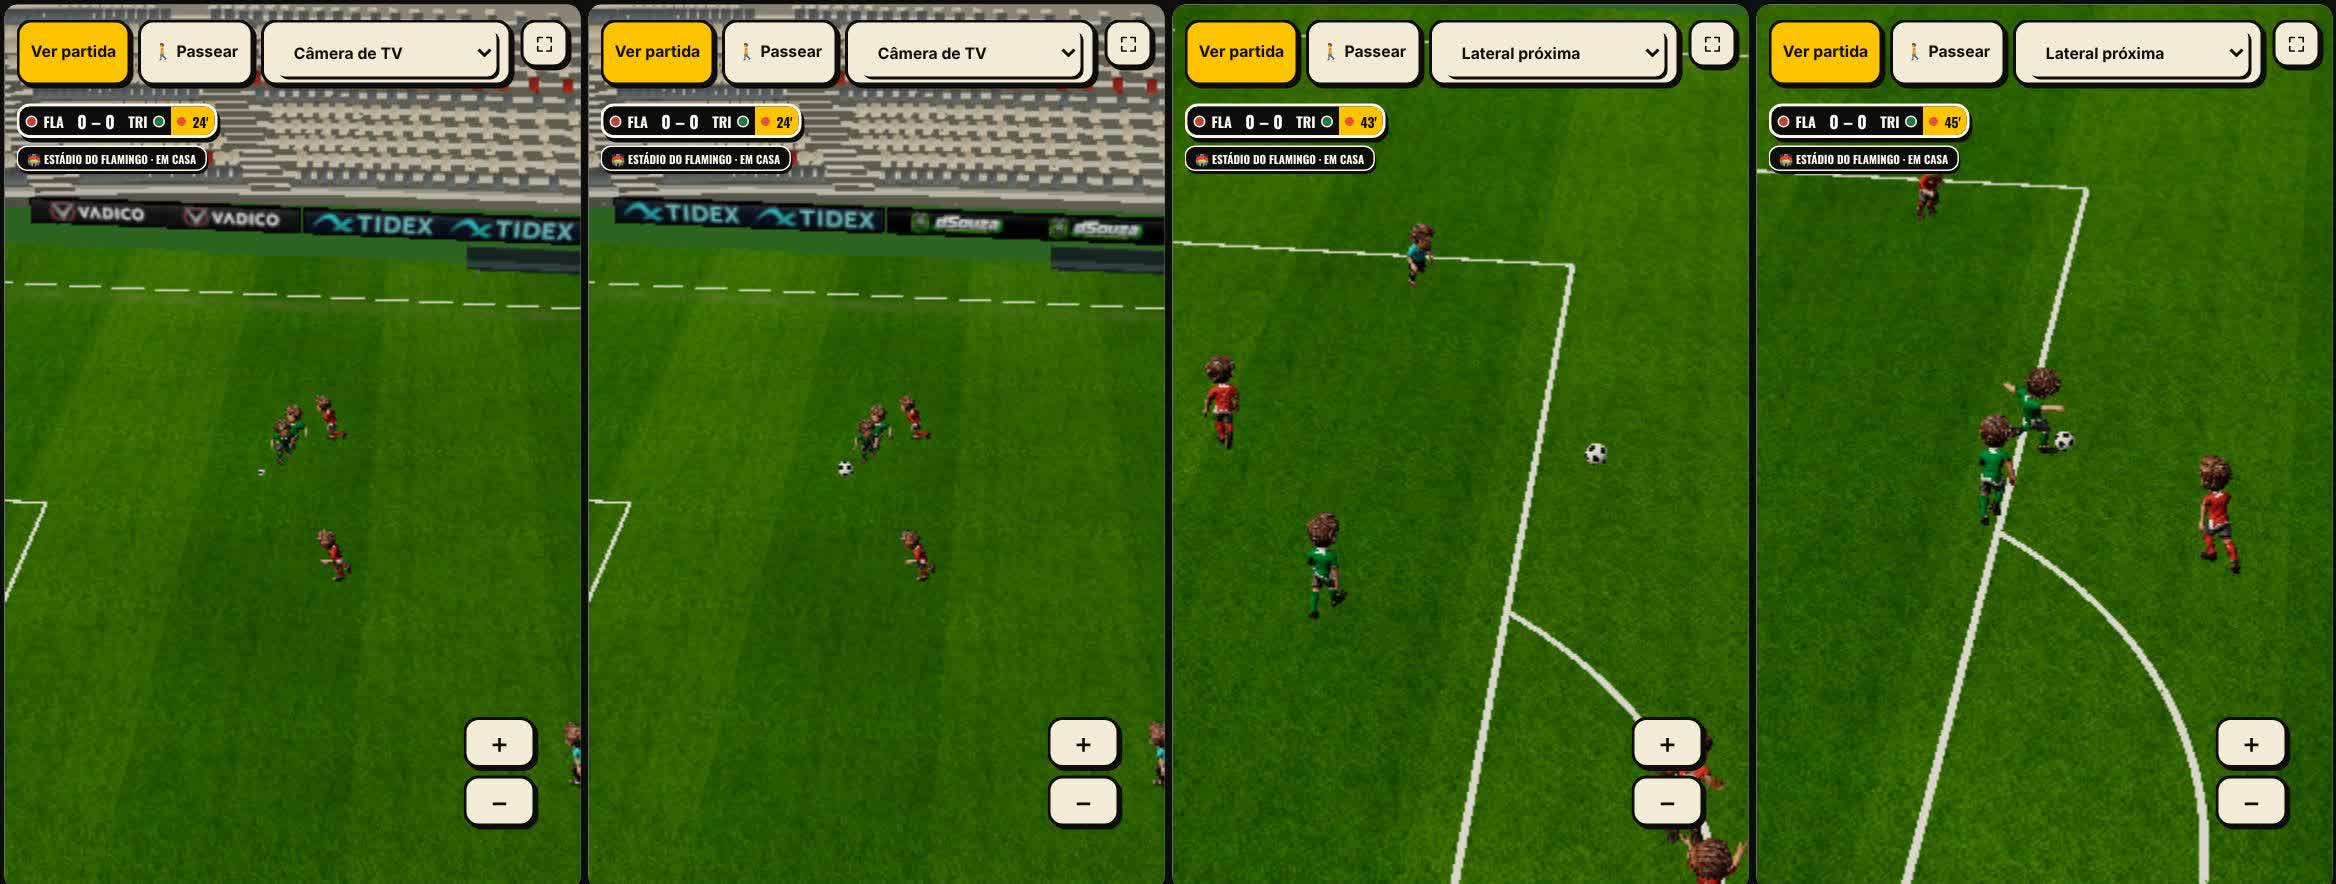 Ver partida
Passear
Câmera de TV
FLA 0 – 0 TRI 24'
ESTÁDIO DO FLAMINGO · EM CASA
VADICO VADICO TIDEX TIDEX
+
−
Ver partida
Passear
Câmera de TV
FLA 0 – 0 TRI 24'
ESTÁDIO DO FLAMINGO · EM CASA
TIDEX TIDEX dSouza dSouza
+
−
Ver partida
Passear
Lateral próxima
FLA 0 – 0 TRI 43'
ESTÁDIO DO FLAMINGO · EM CASA
+
−
Ver partida
Passear
Lateral próxima
FLA 0 – 0 TRI 45'
ESTÁDIO DO FLAMINGO · EM CASA
+
−